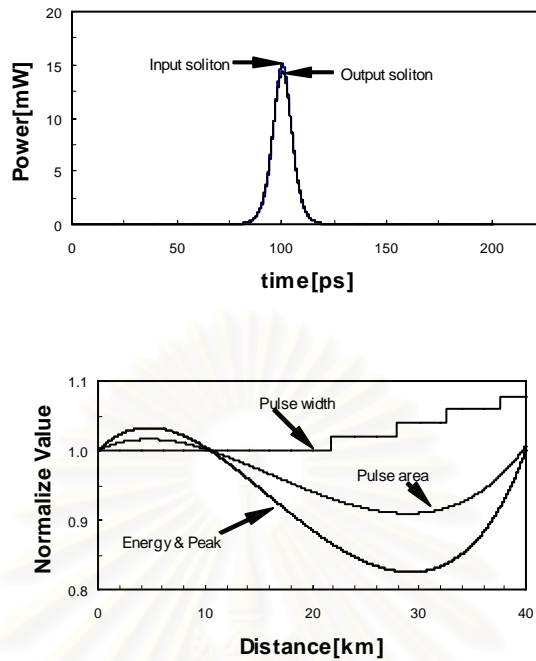 20
15
10
5
0
Power[mW]
Input soliton
Output soliton
0 50 100 150 200
time[ps]
1.1
1.0
0.9
0.8
Normalize Value
Pulse width
Pulse area
Energy & Peak
0 10 20 30 40
Distance[km]